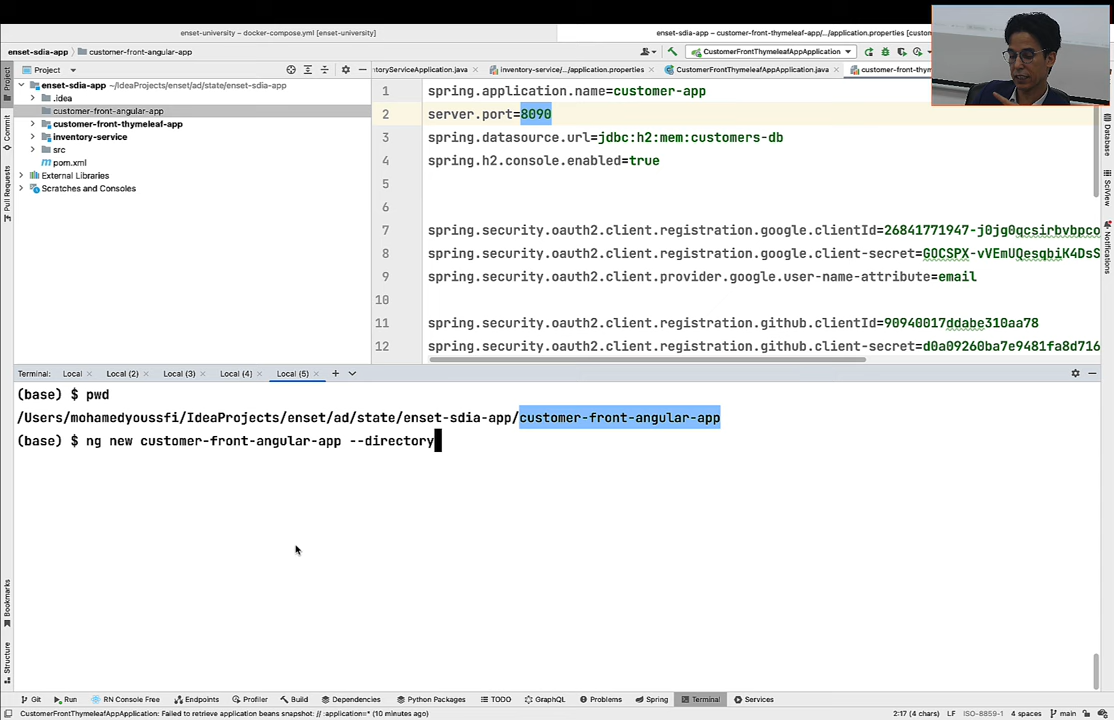 enset-university – docker-compose.yml [enset-university]
enset-sdia-app – customer-front-thymeleaf-app/.../application.properties [custome
enset-sdia-app
customer-front-angular-app
CustomerFrontThymeleafAppApplication
Project
toryServiceApplication.java
inventory-service/.../application.properties
CustomerFrontThymeleafAppApplication.java
customer-front-thym
enset-sdia-app ~/IdeaProjects/enset/ad/state/enset-sdia-app
.idea
customer-front-angular-app
customer-front-thymeleaf-app
inventory-service
src
pom.xml
External Libraries
Scratches and Consoles
Project
Commit
Pull Requests
Bookmarks
Structure
1 spring.application.name=customer-app
2 server.port=8090
3 spring.datasource.url=jdbc:h2:mem:customers-db
4 spring.h2.console.enabled=true
5
6
7 spring.security.oauth2.client.registration.google.clientId=26841771947-j0jg0qcsirbvbpco
8 spring.security.oauth2.client.registration.google.client-secret=GOCSPX-vVEmUQesqbiK4DsS
9 spring.security.oauth2.client.provider.google.user-name-attribute=email
10
11 spring.security.oauth2.client.registration.github.clientId=90940017ddabe310aa78
12 spring.security.oauth2.client.registration.github.client-secret=d0a09260ba7e9481fa8d716
Database
SciView
Notifications
Terminal: Local Local (2) Local (3) Local (4) Local (5)
(base) $ pwd
/Users/mohamedyoussfi/IdeaProjects/enset/ad/state/enset-sdia-app/customer-front-angular-app
(base) $ ng new customer-front-angular-app --directory
Git Run RN Console Free Endpoints Profiler Build Dependencies Python Packages TODO GraphQL Problems Spring Terminal Services
CustomerFrontThymeleafAppApplication: Failed to retrieve application beans snapshot: // :application=* (10 minutes ago)
2:17 (4 chars) LF ISO-8859-1 4 spaces main